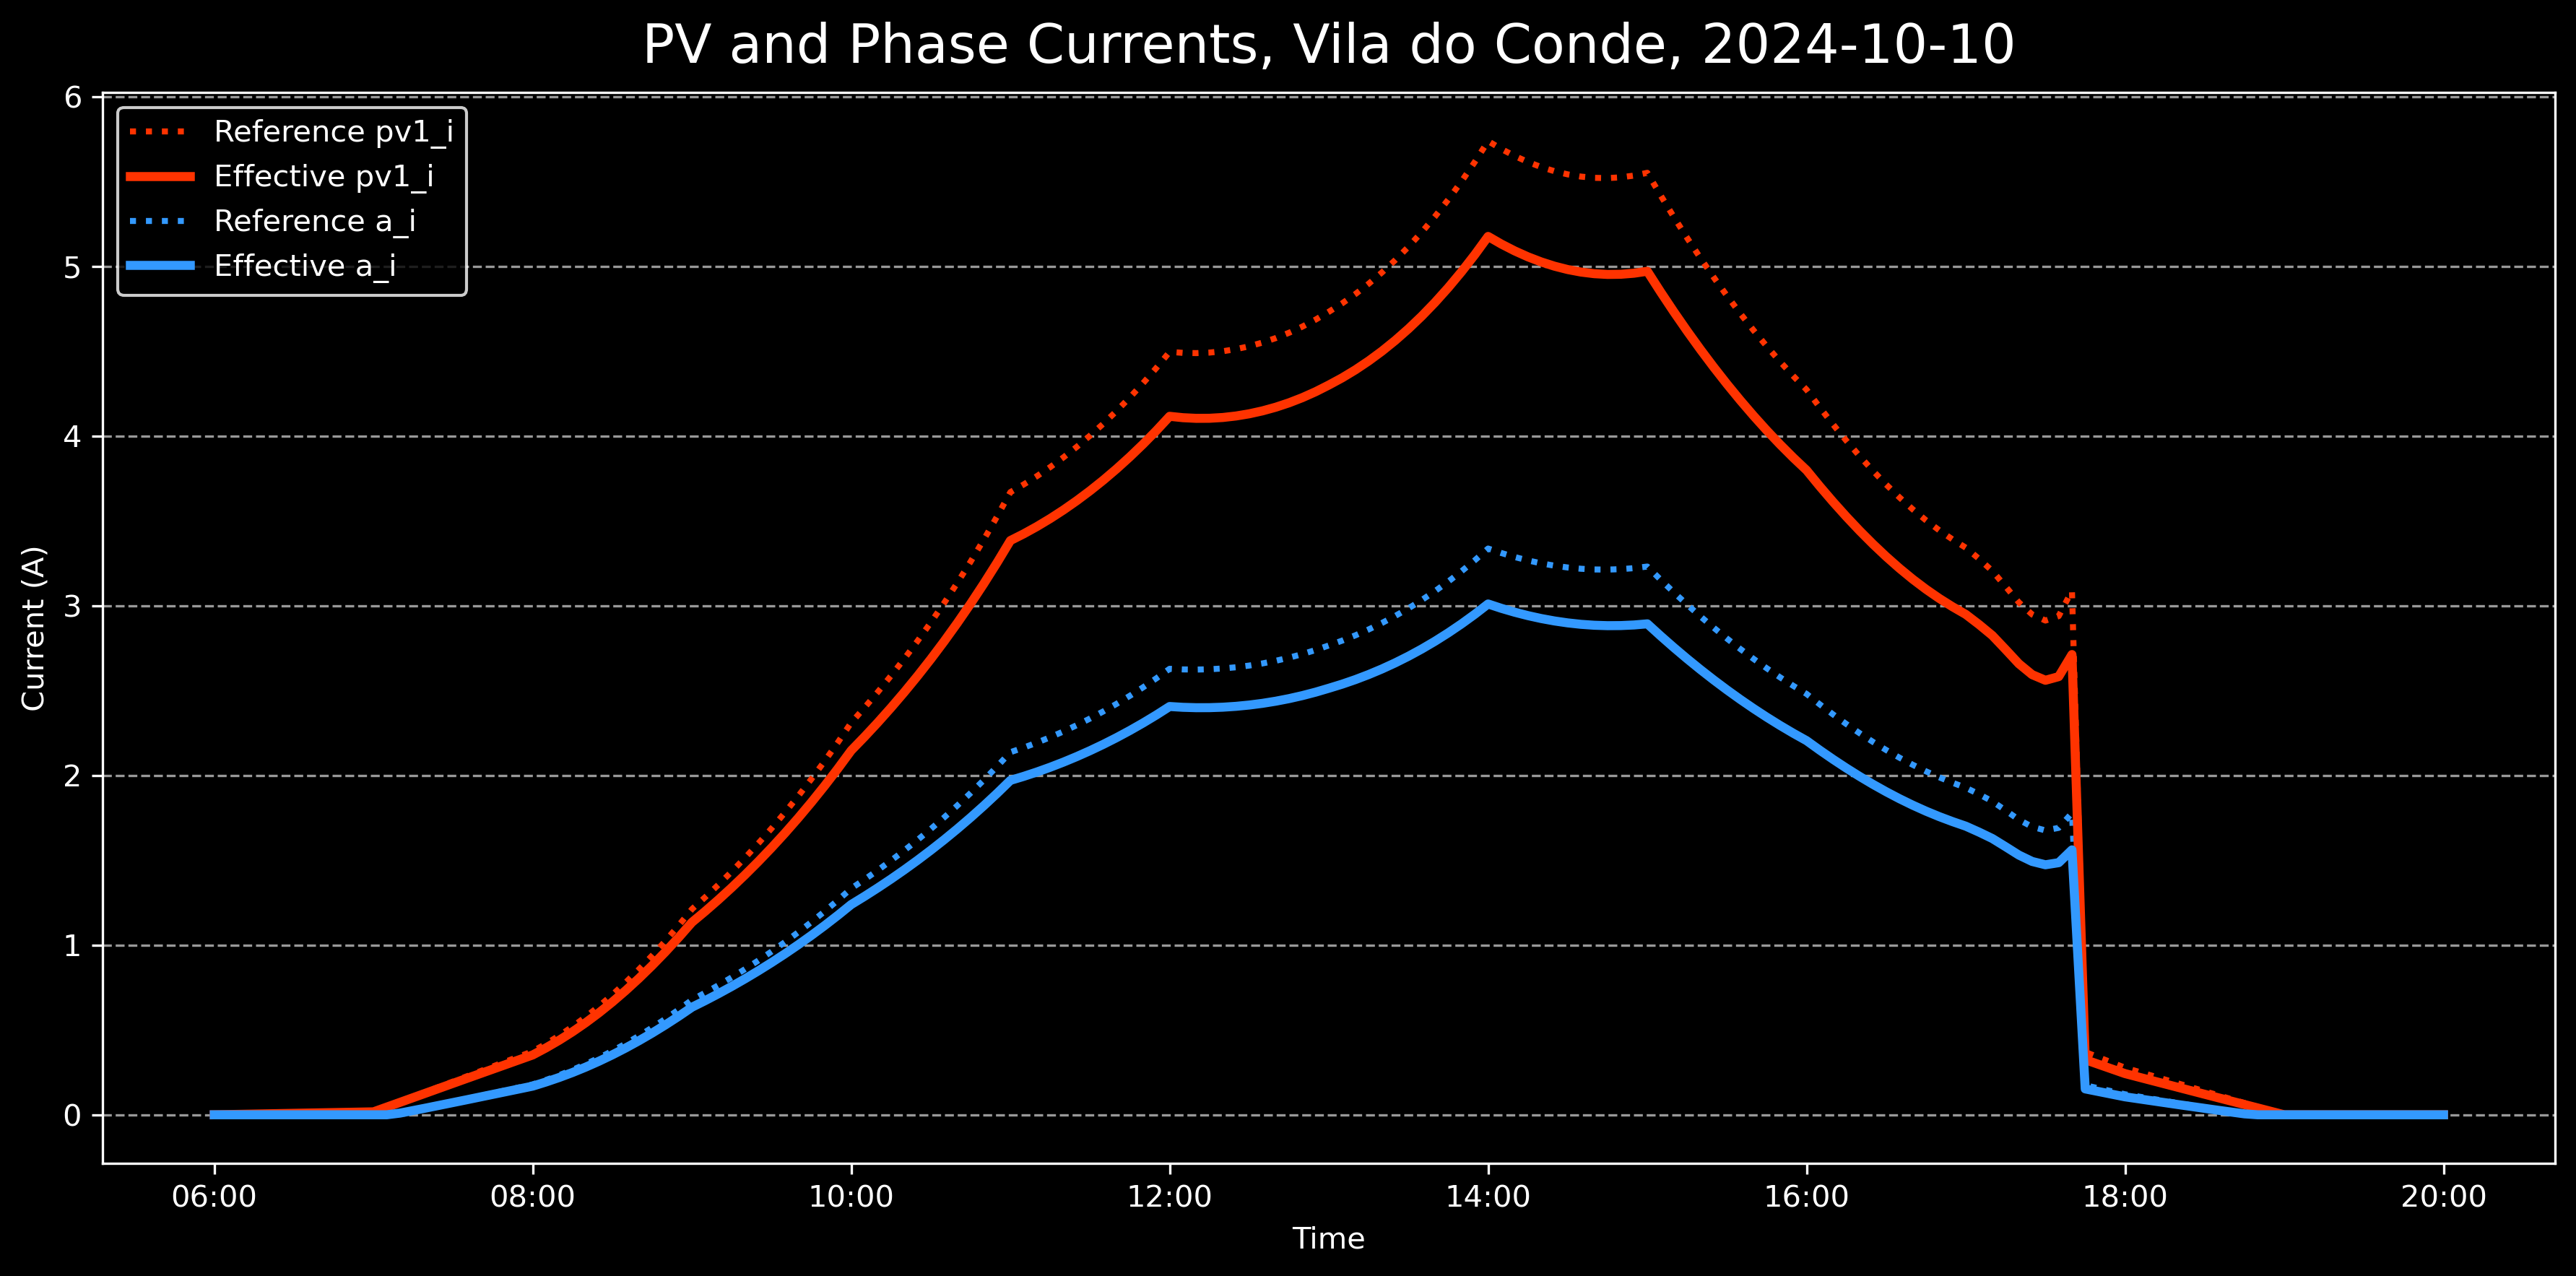 PV and Phase Currents, Vila do Conde, 2024-10-10
Reference pv1_i
Effective pv1_i
Reference a_i
Effective a_i
6
5
4
3
2
1
0
Current (A)
06:00 08:00 10:00 12:00 14:00 16:00 18:00 20:00
Time